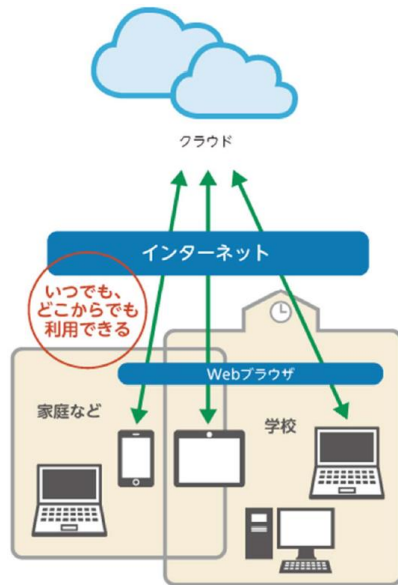 クラウド
インターネット
いつでも、
どこからでも
利用できる
Webブラウザ
家庭など
学校